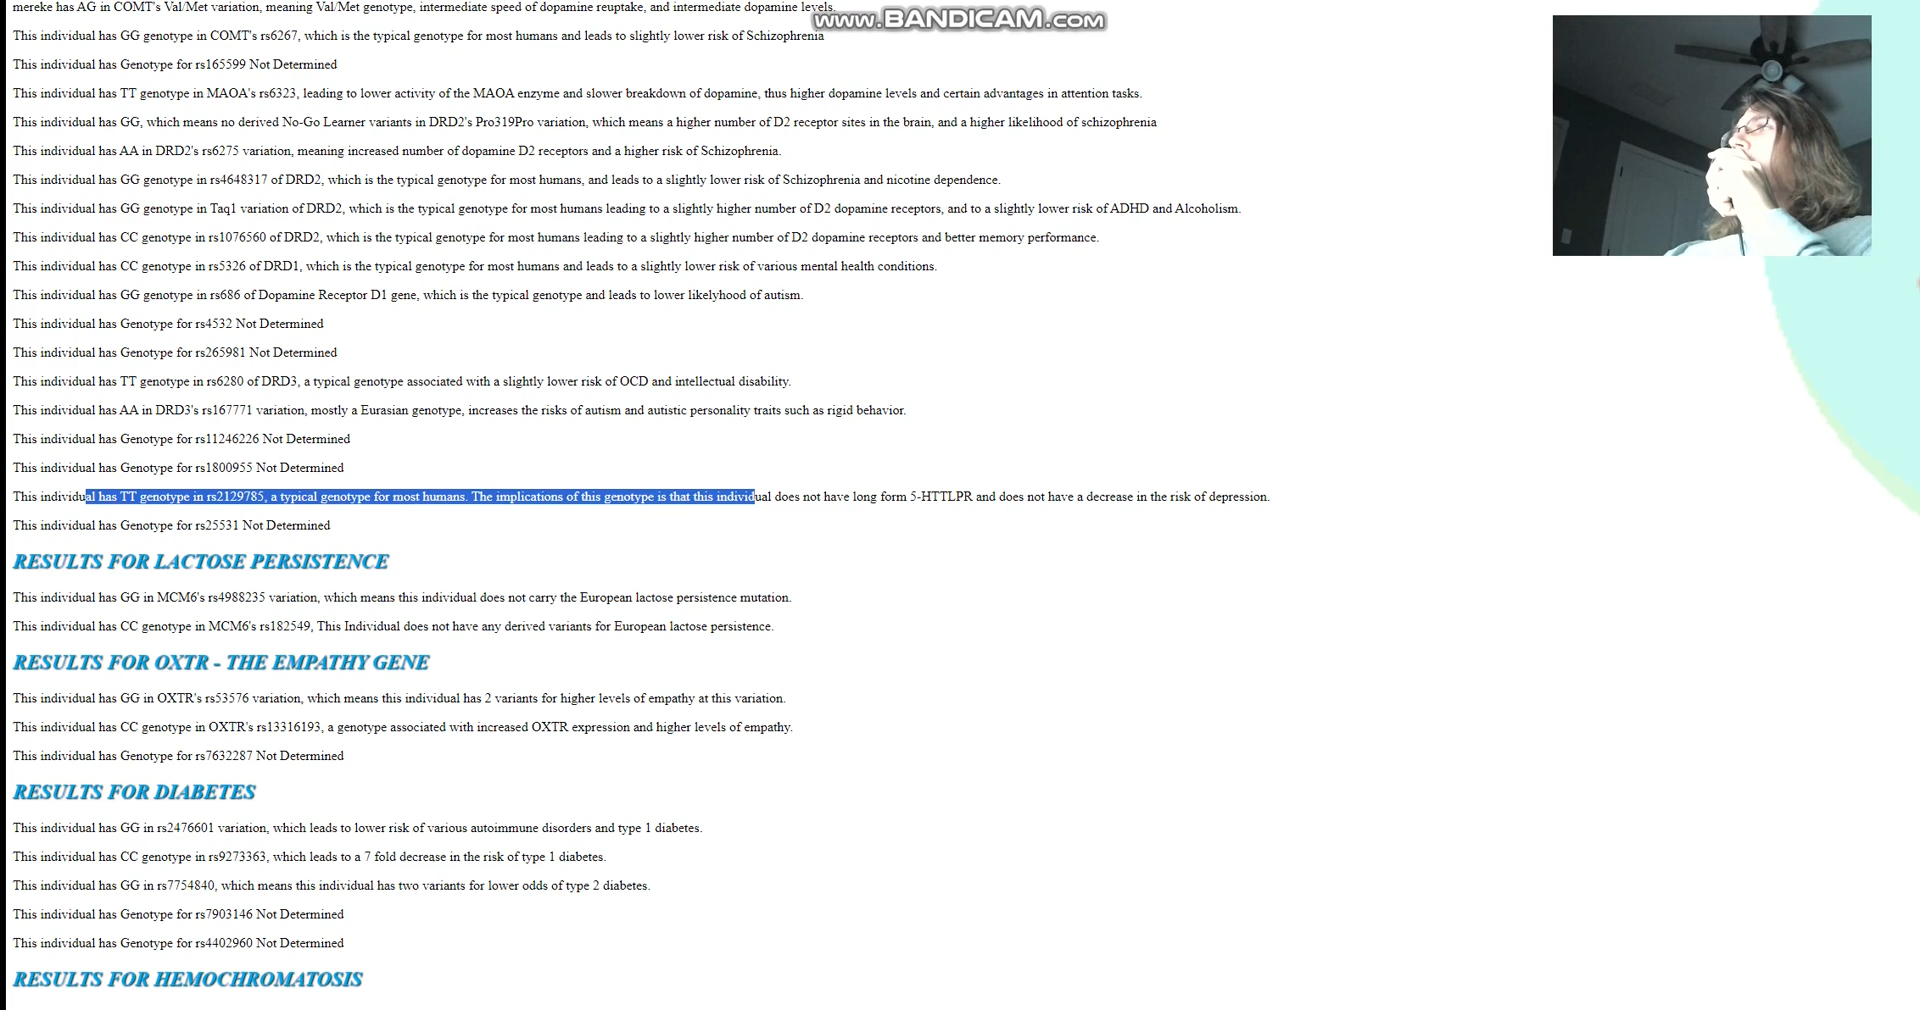 mereke has AG in COMT's Val/Met variation, meaning Val/Met genotype, intermediate speed of dopamine reuptake, and intermediate dopamine levels.
www.BANDICAM.com
This individual has GG genotype in COMT's rs6267, which is the typical genotype for most humans and leads to slightly lower risk of Schizophrenia
This individual has Genotype for rs165599 Not Determined
This individual has TT genotype in MAOA's rs6323, leading to lower activity of the MAOA enzyme and slower breakdown of dopamine, thus higher dopamine levels and certain advantages in attention tasks.
This individual has GG, which means no derived No-Go Learner variants in DRD2's Pro319Pro variation, which means a higher number of D2 receptor sites in the brain, and a higher likelihood of schizophrenia
This individual has AA in DRD2's rs6275 variation, meaning increased number of dopamine D2 receptors and a higher risk of Schizophrenia.
This individual has GG genotype in rs4648317 of DRD2, which is the typical genotype for most humans, and leads to a slightly lower risk of Schizophrenia and nicotine dependence.
This individual has GG genotype in Taq1 variation of DRD2, which is the typical genotype for most humans leading to a slightly higher number of D2 dopamine receptors, and to a slightly lower risk of ADHD and Alcoholism.
This individual has CC genotype in rs1076560 of DRD2, which is the typical genotype for most humans leading to a slightly higher number of D2 dopamine receptors and better memory performance.
This individual has CC genotype in rs5326 of DRD1, which is the typical genotype for most humans and leads to a slightly lower risk of various mental health conditions.
This individual has GG genotype in rs686 of Dopamine Receptor D1 gene, which is the typical genotype and leads to lower likelyhood of autism.
This individual has Genotype for rs4532 Not Determined
This individual has Genotype for rs265981 Not Determined
This individual has TT genotype in rs6280 of DRD3, a typical genotype associated with a slightly lower risk of OCD and intellectual disability.
This individual has AA in DRD3's rs167771 variation, mostly a Eurasian genotype, increases the risks of autism and autistic personality traits such as rigid behavior.
This individual has Genotype for rs11246226 Not Determined
This individual has Genotype for rs1800955 Not Determined
This individual has TT genotype in rs2129785, a typical genotype for most humans. The implications of this genotype is that this individual does not have long form 5-HTTLPR and does not have a decrease in the risk of depression.
This individual has Genotype for rs25531 Not Determined
RESULTS FOR LACTOSE PERSISTENCE
This individual has GG in MCM6's rs4988235 variation, which means this individual does not carry the European lactose persistence mutation.
This individual has CC genotype in MCM6's rs182549, This Individual does not have any derived variants for European lactose persistence.
RESULTS FOR OXTR - THE EMPATHY GENE
This individual has GG in OXTR's rs53576 variation, which means this individual has 2 variants for higher levels of empathy at this variation.
This individual has CC genotype in OXTR's rs13316193, a genotype associated with increased OXTR expression and higher levels of empathy.
This individual has Genotype for rs7632287 Not Determined
RESULTS FOR DIABETES
This individual has GG in rs2476601 variation, which leads to lower risk of various autoimmune disorders and type 1 diabetes.
This individual has CC genotype in rs9273363, which leads to a 7 fold decrease in the risk of type 1 diabetes.
This individual has GG in rs7754840, which means this individual has two variants for lower odds of type 2 diabetes.
This individual has Genotype for rs7903146 Not Determined
This individual has Genotype for rs4402960 Not Determined
RESULTS FOR HEMOCHROMATOSIS